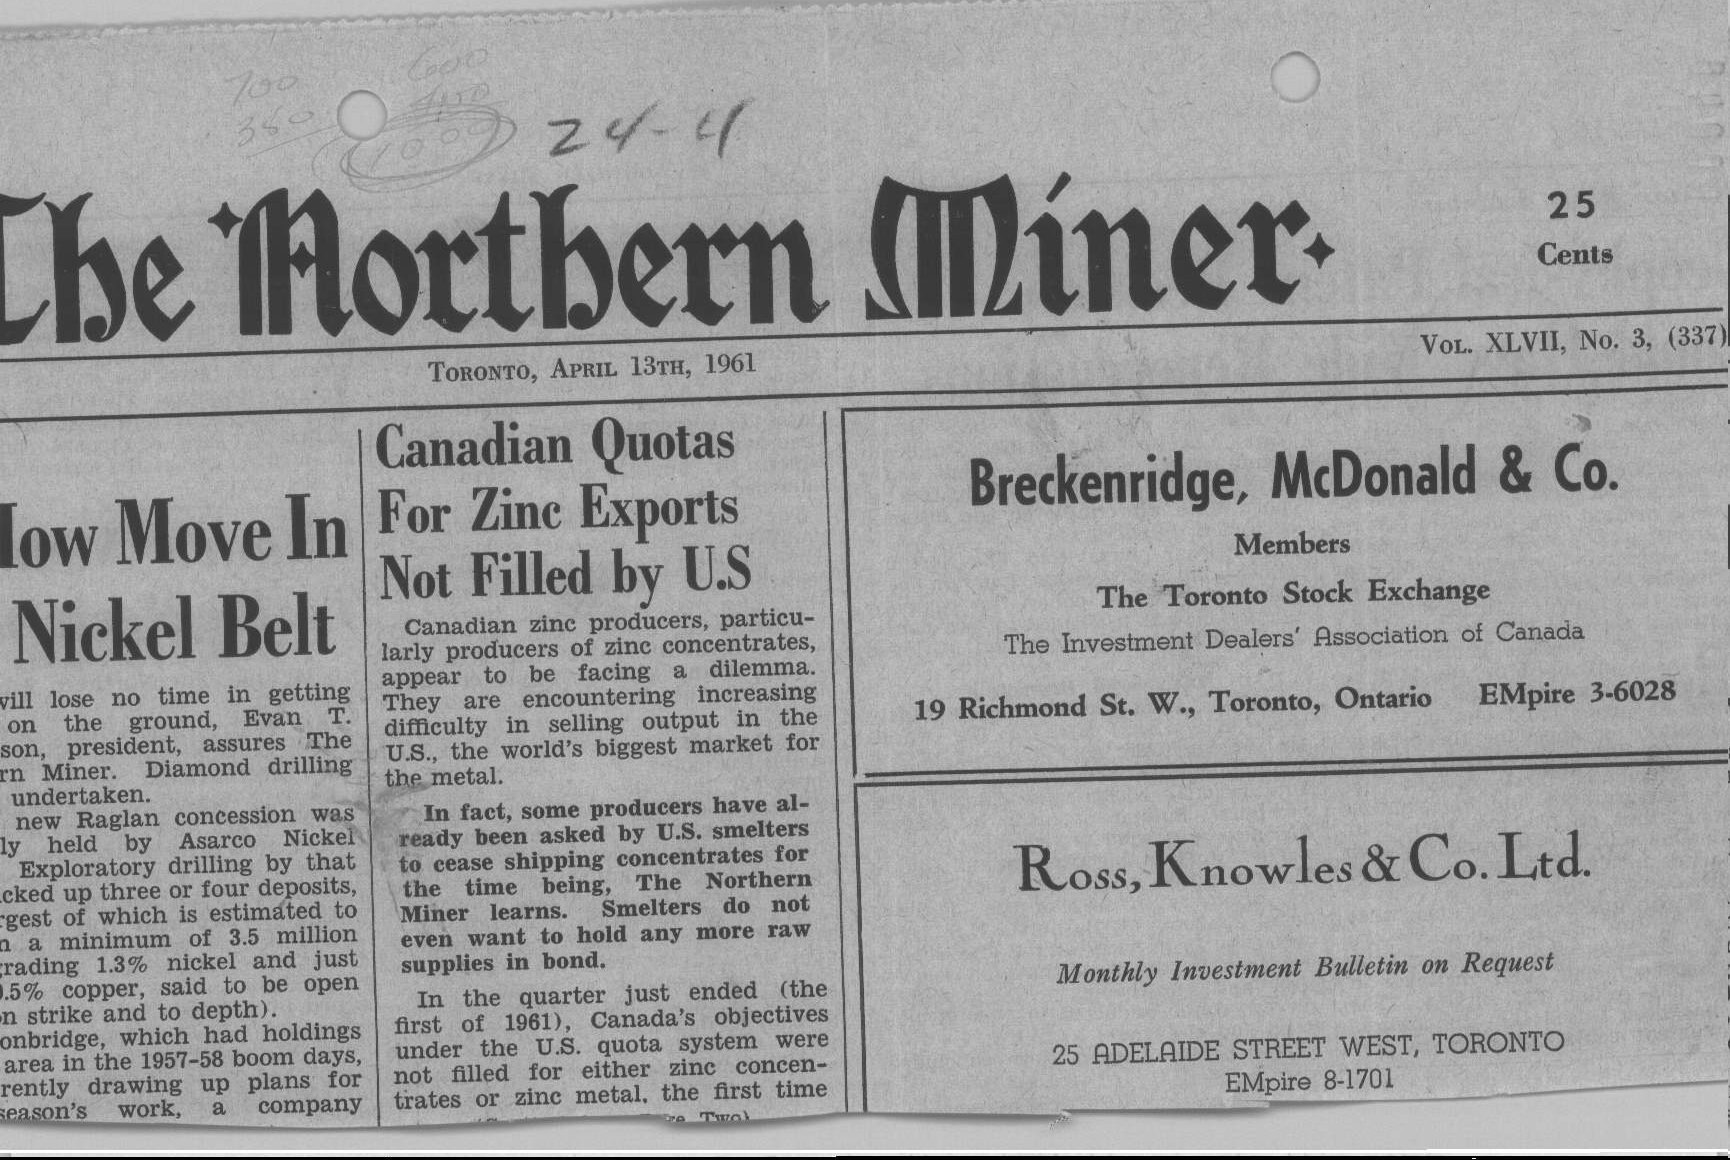 700
350
600
400
1000
24-4
The Northern Miner
25
Cents
TORONTO, APRIL 13TH, 1961
VOL. XLVII, No. 3, (337)
Move In
Nickel Belt
will lose no time in getting
on the ground, Evan T.
son, president, assures The
rn Miner. Diamond drilling
undertaken.
new Raglan concession was
ly held by Asarco Nickel
Exploratory drilling by that
cked up three or four deposits,
rgest of which is estimated to
n a minimum of 3.5 million
grading 1.3% nickel and just
0.5% copper, said to be open
on strike and to depth).
onbridge, which had holdings
area in the 1957-58 boom days,
rently drawing up plans for
season's work, a company
Canadian Quotas
For Zinc Exports
Not Filled by U.S
Canadian zinc producers, particu-
larly producers of zinc concentrates,
appear to be facing a dilemma.
They are encountering increasing
difficulty in selling output in the
U.S., the world's biggest market for
the metal.
In fact, some producers have al-
ready been asked by U.S. smelters
to cease shipping concentrates for
the time being, The Northern
Miner learns. Smelters do not
even want to hold any more raw
supplies in bond.
In the quarter just ended (the
first of 1961), Canada's objectives
under the U.S. quota system were
not filled for either zinc concen-
trates or zinc metal, the first time
Two)
Breckenridge, McDonald & Co.
Members
The Toronto Stock Exchange
The Investment Dealers' Association of Canada
19 Richmond St. W., Toronto, Ontario EMpire 3-6028
Ross, Knowles & Co. Ltd.
Monthly Investment Bulletin on Request
25 ADELAIDE STREET WEST, TORONTO
EMpire 8-1701